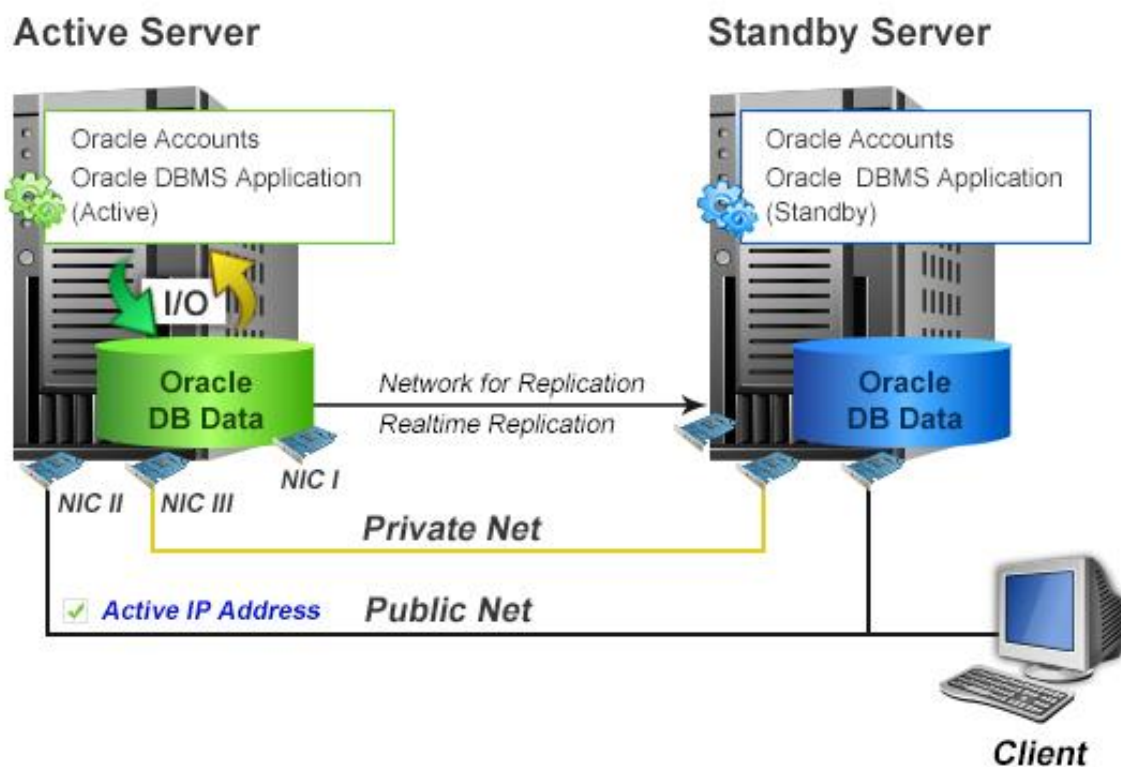 Active Server
Standby Server
Oracle Accounts
Oracle DBMS Application
(Active)
Oracle Accounts
Oracle DBMS Application
(Standby)
I/O
Oracle
DB Data
Network for Replication
Realtime Replication
Oracle
DB Data
NIC I
NIC II
NIC III
Private Net
Active IP Address
Public Net
Client